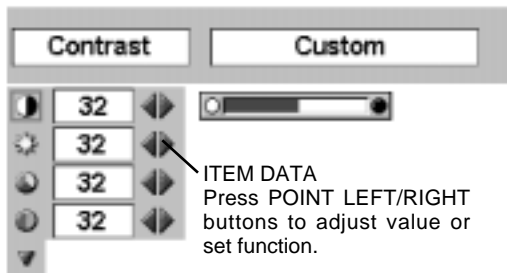 Contrast Custom
32
32
32
32
ITEM DATA
Press POINT LEFT/RIGHT
buttons to adjust value or
set function.